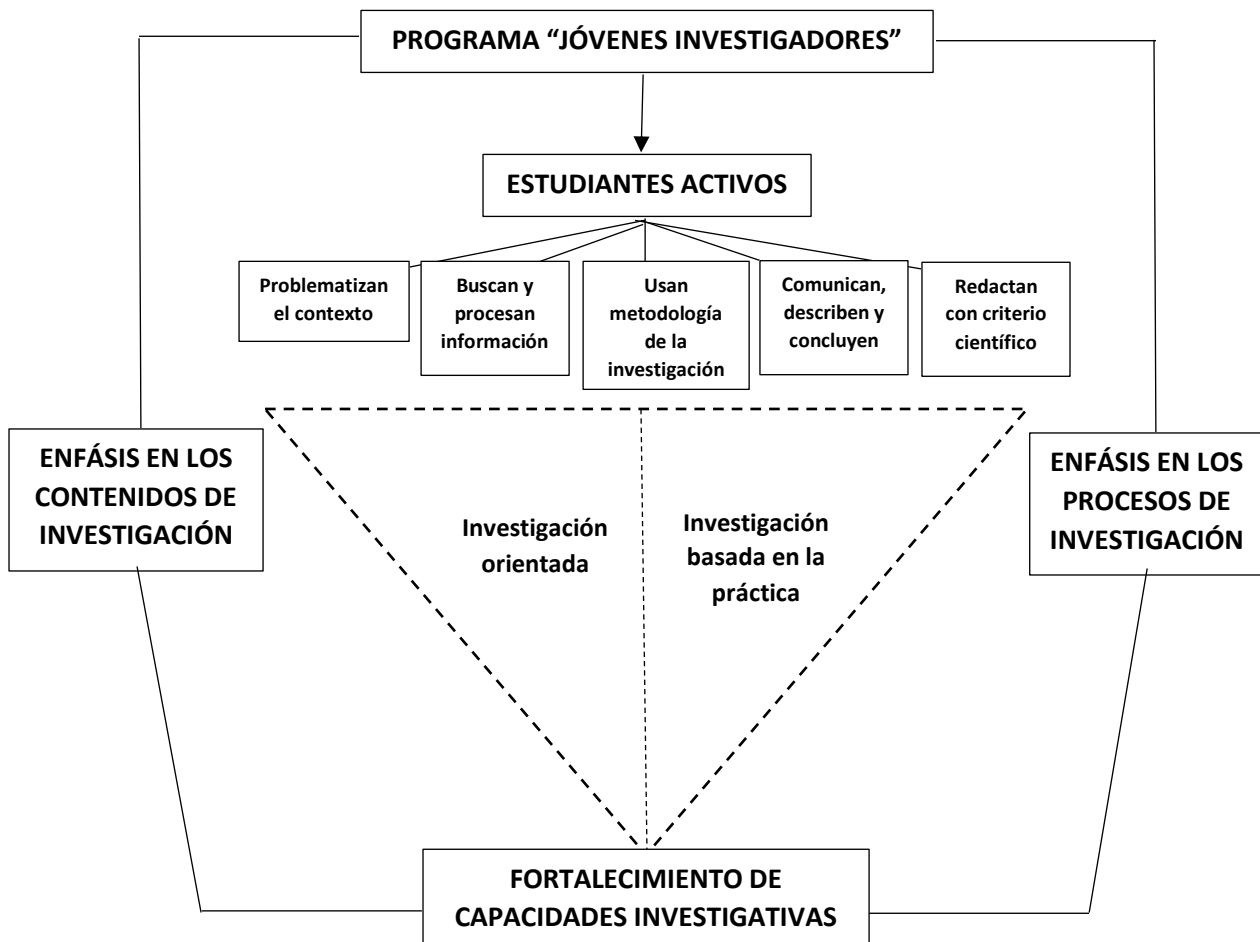 PROGRAMA “JÓVENES INVESTIGADORES”
ESTUDIANTES ACTIVOS
Problematizan
el contexto
Buscan y
procesan
información
Usan
metodología
de la
investigación
Comunican,
describen y
concluyen
Redactan
con criterio
científico
ENFÁSIS EN LOS
CONTENIDOS DE
INVESTIGACIÓN
Investigación
orientada
Investigación
basada en la
práctica
ENFÁSIS EN LOS
PROCESOS DE
INVESTIGACIÓN
FORTALECIMIENTO DE
CAPACIDADES INVESTIGATIVAS